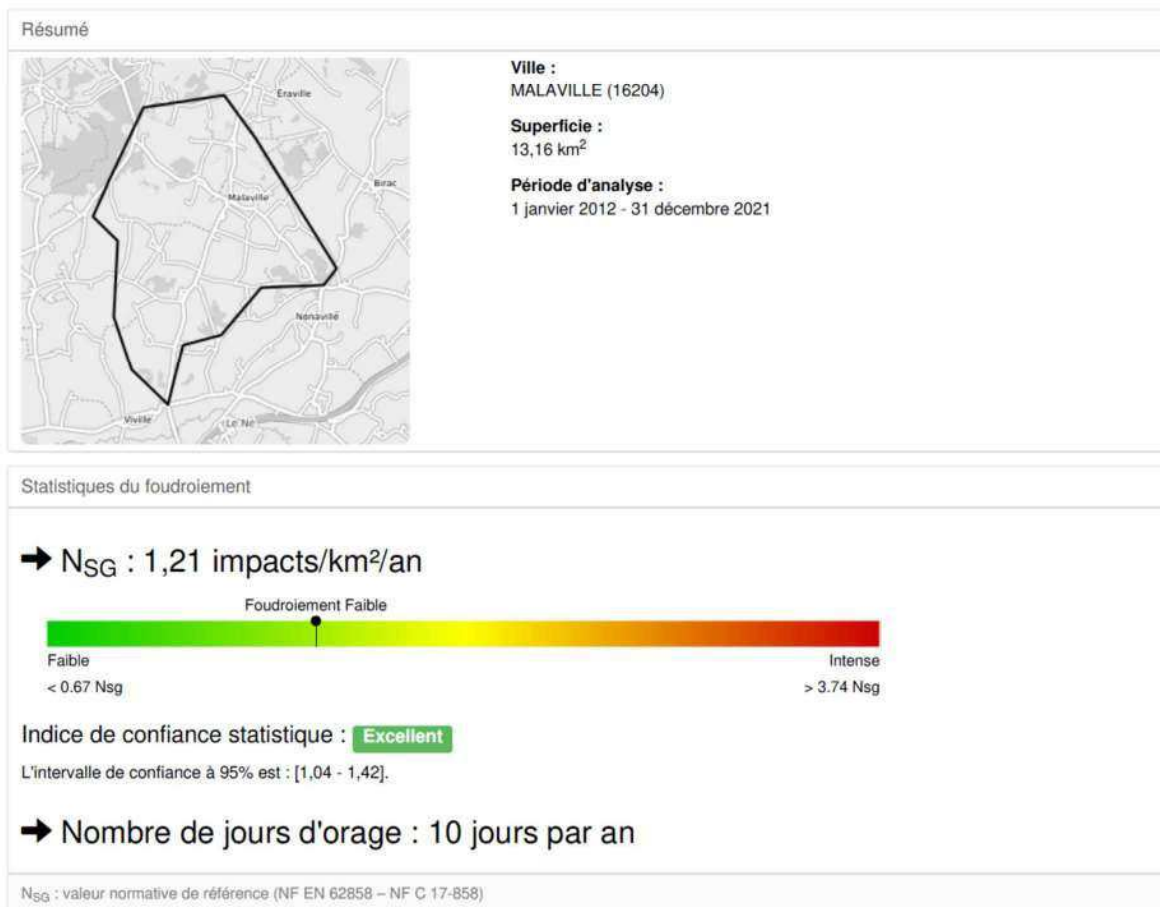 Résumé
Éraville
Birac
Malaville
Nonaville
Viville
Le Né
Ville :
MALAVILLE (16204)
Superficie :
13,16 km²
Période d'analyse :
1 janvier 2012 - 31 décembre 2021
Statistiques du foudroiement
➔ NSG : 1,21 impacts/km²/an
Foudroiement Faible
Faible Intense
< 0.67 Nsg > 3.74 Nsg
Indice de confiance statistique : Excellent
L'intervalle de confiance à 95% est : [1,04 - 1,42].
➔ Nombre de jours d'orage : 10 jours par an
NSG : valeur normative de référence (NF EN 62858 – NF C 17-858)